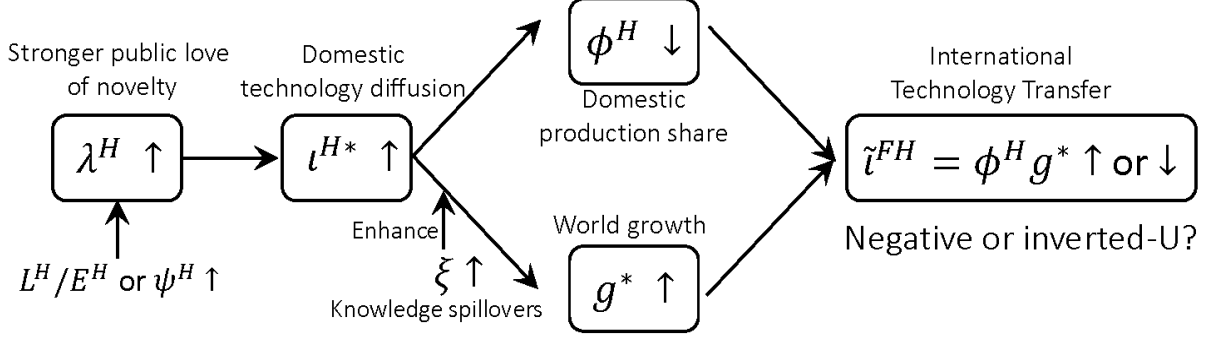 Stronger public love
of novelty
λ^H ↑
L^H/E^H or ψ^H ↑
Domestic
technology diffusion
ι^{H*} ↑
Enhance
ξ ↑
Knowledge spillovers
ϕ^H ↓
Domestic
production share
World growth
g^* ↑
International
Technology Transfer
ι̃^{FH} = ϕ^H g^* ↑ or ↓
Negative or inverted-U?